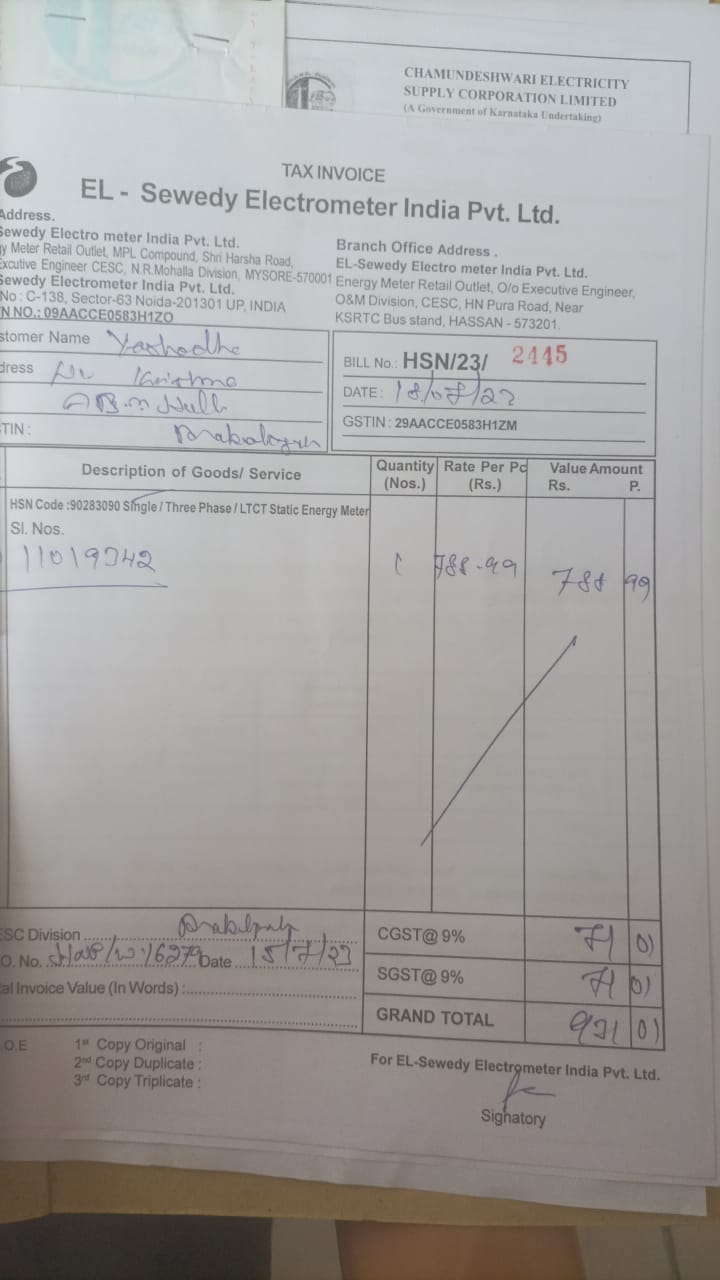 CHAMUNDESHWARI ELECTRICITY
SUPPLY CORPORATION LIMITED
(A Government of Karnataka Undertaking)
TAX INVOICE
EL - Sewedy Electrometer India Pvt. Ltd.
Address.
Sewedy Electro meter India Pvt. Ltd.
y Meter Retail Outlet, MPL Compound, Shri Harsha Road,
Excutive Engineer CESC, N.R.Mohalla Division, MYSORE-570001
Sewedy Electrometer India Pvt. Ltd.
No : C-138, Sector-63 Noida-201301 UP, INDIA
N NO.: 09AACCE0583H1ZO
Branch Office Address .
EL-Sewedy Electro meter India Pvt. Ltd.
Energy Meter Retail Outlet, O/o Executive Engineer,
O&M Division, CESC, HN Pura Road, Near
KSRTC Bus stand, HASSAN - 573201.
stomer Name Yashodha
dress
TIN :
BILL No.: HSN/23/ 2445
DATE : 18/07/23
GSTIN : 29AACCE0583H1ZM
Description of Goods/ Service
Quantity (Nos.)
Rate Per Pc (Rs.)
Value Amount
Rs. P.
HSN Code :90283090 Single / Three Phase / LTCT Static Energy Meter
Sl. Nos.
788-99 788 99
SC Division
O. No. Date 15/7/23
al Invoice Value (In Words) :
CGST@ 9% 71 01
SGST@ 9% 71 01
GRAND TOTAL 931 01
.O.E
1st Copy Original :
2nd Copy Duplicate :
3rd Copy Triplicate :
For EL-Sewedy Electrometer India Pvt. Ltd.
Signatory